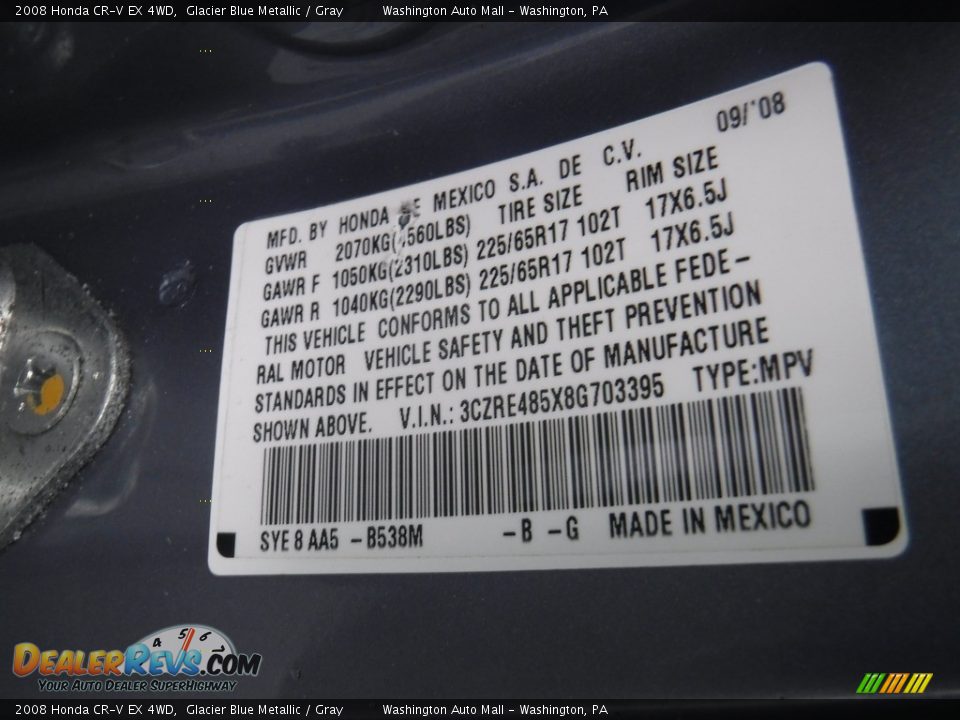 2008 Honda CR-V EX 4WD,  Glacier Blue Metallic / Gray          Washington Auto Mall - Washington, PA
09/'08
MFD. BY HONDA DE MEXICO S.A. DE C.V.
GVWR 2070KG(4560LBS) TIRE SIZE RIM SIZE
GAWR F 1050KG(2310LBS) 225/65R17 102T 17X6.5J
GAWR R 1040KG(2290LBS) 225/65R17 102T 17X6.5J
THIS VEHICLE CONFORMS TO ALL APPLICABLE FEDE-
RAL MOTOR VEHICLE SAFETY AND THEFT PREVENTION
STANDARDS IN EFFECT ON THE DATE OF MANUFACTURE
SHOWN ABOVE. V.I.N.: 3CZRE485X8G703395 TYPE:MPV
SYE 8 AA5 -B538M -B -G MADE IN MEXICO
4 5 6
DEALERREVS.COM
YOUR AUTO DEALER SUPERHIGHWAY
2008 Honda CR-V EX 4WD,  Glacier Blue Metallic / Gray          Washington Auto Mall - Washington, PA